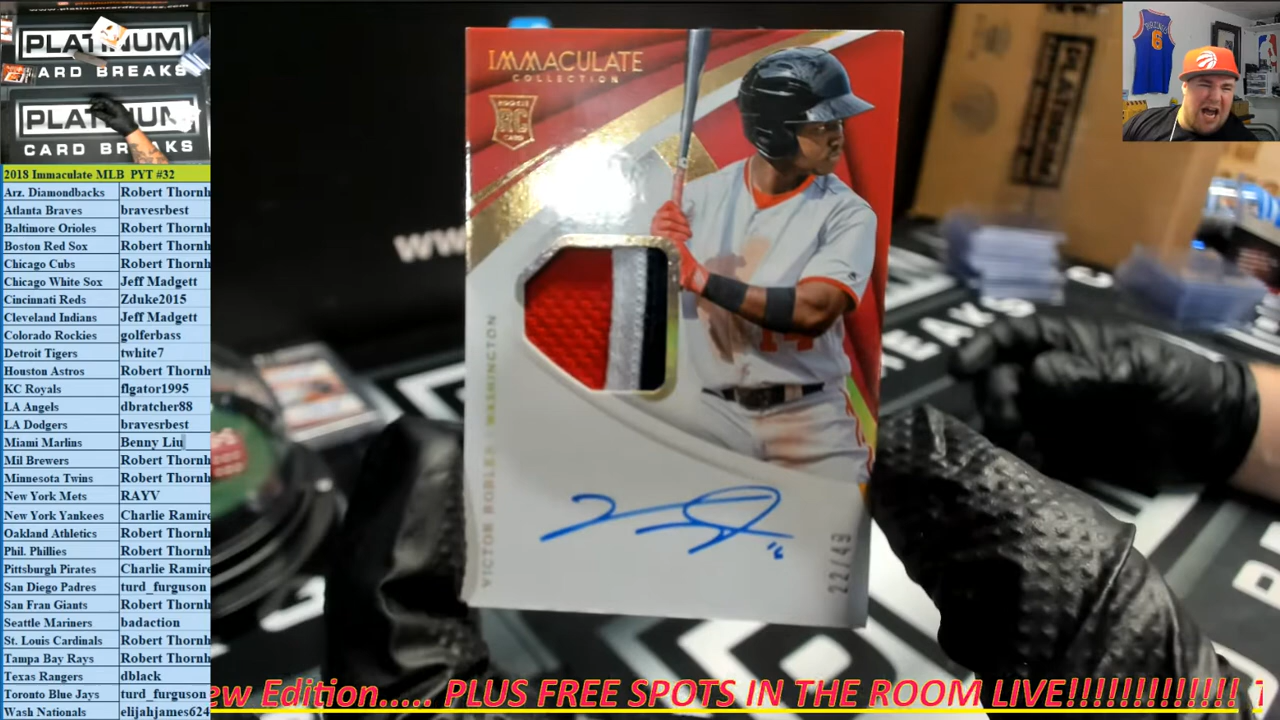 PLATINUM
CARD BREAKS
PLATINUM
CARD BREAKS
2018 Immaculate MLB PYT #32
Arz. Diamondbacks Robert Thornh
Atlanta Braves bravesrbest
Baltimore Orioles Robert Thornh
Boston Red Sox Robert Thornh
Chicago Cubs Robert Thornh
Chicago White Sox Jeff Madgett
Cincinnati Reds Zduke2015
Cleveland Indians Jeff Madgett
Colorado Rockies golferbass
Detroit Tigers twhite7
Houston Astros Robert Thornh
KC Royals flgator1995
LA Angels dbratcher88
LA Dodgers bravesrbest
Miami Marlins Benny Liu
Mil Brewers Robert Thornh
Minnesota Twins Robert Thornh
New York Mets RAYV
New York Yankees Charlie Ramire
Oakland Athletics Robert Thornh
Phil. Phillies Robert Thornh
Pittsburgh Pirates Charlie Ramire
San Diego Padres turd_furguson
San Fran Giants Robert Thornh
Seattle Mariners badaction
St. Louis Cardinals Robert Thornh
Tampa Bay Rays Robert Thornh
Texas Rangers dblack
Toronto Blue Jays turd_furguson
Wash Nationals elijahjames624
IMMACULATE
COLLECTION
ROOKIE
RC
CARD
VICTOR ROBLES WASHINGTON
14
16
22/49
www
EAKS
6
ew Edition..... PLUS FREE SPOTS IN THE ROOM LIVE!!!!!!!!!!!!!!